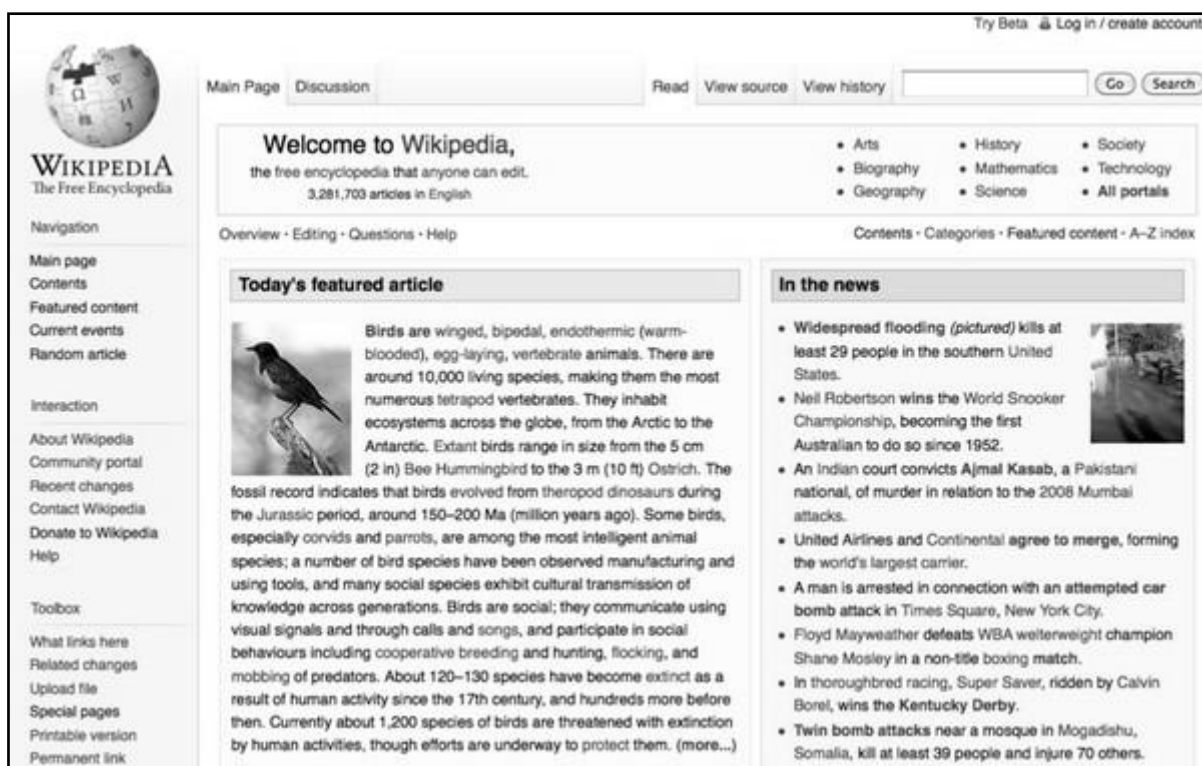 Try Beta Log in / create account
WIKIPEDIA
The Free Encyclopedia
Main Page Discussion Read View source View history Go Search
Welcome to Wikipedia,
the free encyclopedia that anyone can edit.
3,281,703 articles in English
• Arts
• Biography
• Geography
• History
• Mathematics
• Science
• Society
• Technology
• All portals
Navigation
Main page
Contents
Featured content
Current events
Random article
Interaction
About Wikipedia
Community portal
Recent changes
Contact Wikipedia
Donate to Wikipedia
Help
Toolbox
What links here
Related changes
Upload file
Special pages
Printable version
Permanent link
Overview · Editing · Questions · Help
Contents · Categories · Featured content · A–Z index
Today's featured article
Birds are winged, bipedal, endothermic (warm-
blooded), egg-laying, vertebrate animals. There are
around 10,000 living species, making them the most
numerous tetrapod vertebrates. They inhabit
ecosystems across the globe, from the Arctic to the
Antarctic. Extant birds range in size from the 5 cm
(2 in) Bee Hummingbird to the 3 m (10 ft) Ostrich. The
fossil record indicates that birds evolved from theropod dinosaurs during
the Jurassic period, around 150–200 Ma (million years ago). Some birds,
especially corvids and parrots, are among the most intelligent animal
species; a number of bird species have been observed manufacturing and
using tools, and many social species exhibit cultural transmission of
knowledge across generations. Birds are social; they communicate using
visual signals and through calls and songs, and participate in social
behaviours including cooperative breeding and hunting, flocking, and
mobbing of predators. About 120–130 species have become extinct as a
result of human activity since the 17th century, and hundreds more before
then. Currently about 1,200 species of birds are threatened with extinction
by human activities, though efforts are underway to protect them. (more...)
In the news
• Widespread flooding (pictured) kills at
least 29 people in the southern United
States.
• Neil Robertson wins the World Snooker
Championship, becoming the first
Australian to do so since 1952.
• An Indian court convicts Ajmal Kasab, a Pakistani
national, of murder in relation to the 2008 Mumbai
attacks.
• United Airlines and Continental agree to merge, forming
the world's largest carrier.
• A man is arrested in connection with an attempted car
bomb attack in Times Square, New York City.
• Floyd Mayweather defeats WBA welterweight champion
Shane Mosley in a non-title boxing match.
• In thoroughbred racing, Super Saver, ridden by Calvin
Borel, wins the Kentucky Derby.
• Twin bomb attacks near a mosque in Mogadishu,
Somalia, kill at least 39 people and injure 70 others.